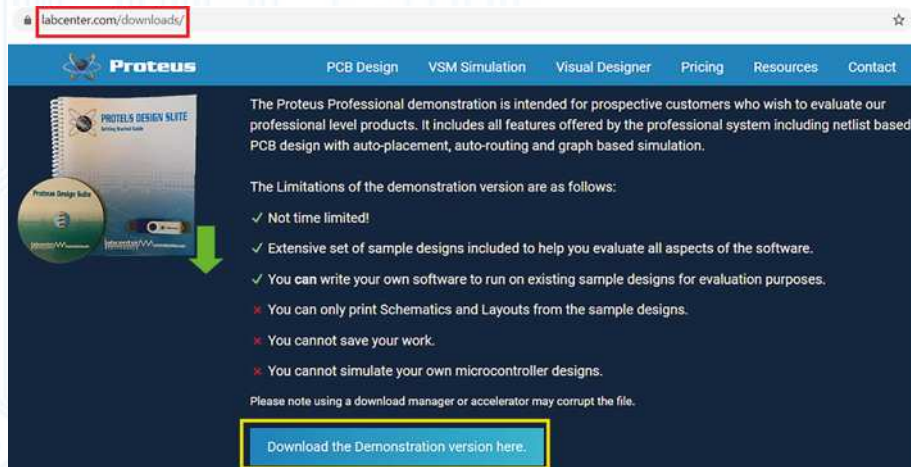 labcenter.com/downloads/
Proteus
PCB Design
VSM Simulation
Visual Designer
Pricing
Resources
Contact
PROTEUS DESIGN SUITE
Getting Started Guide
Proteus Design Suite
labcenter
The Proteus Professional demonstration is intended for prospective customers who wish to evaluate our
professional level products. It includes all features offered by the professional system including netlist based
PCB design with auto-placement, auto-routing and graph based simulation.
The Limitations of the demonstration version are as follows:
✓ Not time limited!
✓ Extensive set of sample designs included to help you evaluate all aspects of the software.
✓ You can write your own software to run on existing sample designs for evaluation purposes.
× You can only print Schematics and Layouts from the sample designs.
× You cannot save your work.
× You cannot simulate your own microcontroller designs.
Please note using a download manager or accelerator may corrupt the file.
Download the Demonstration version here.